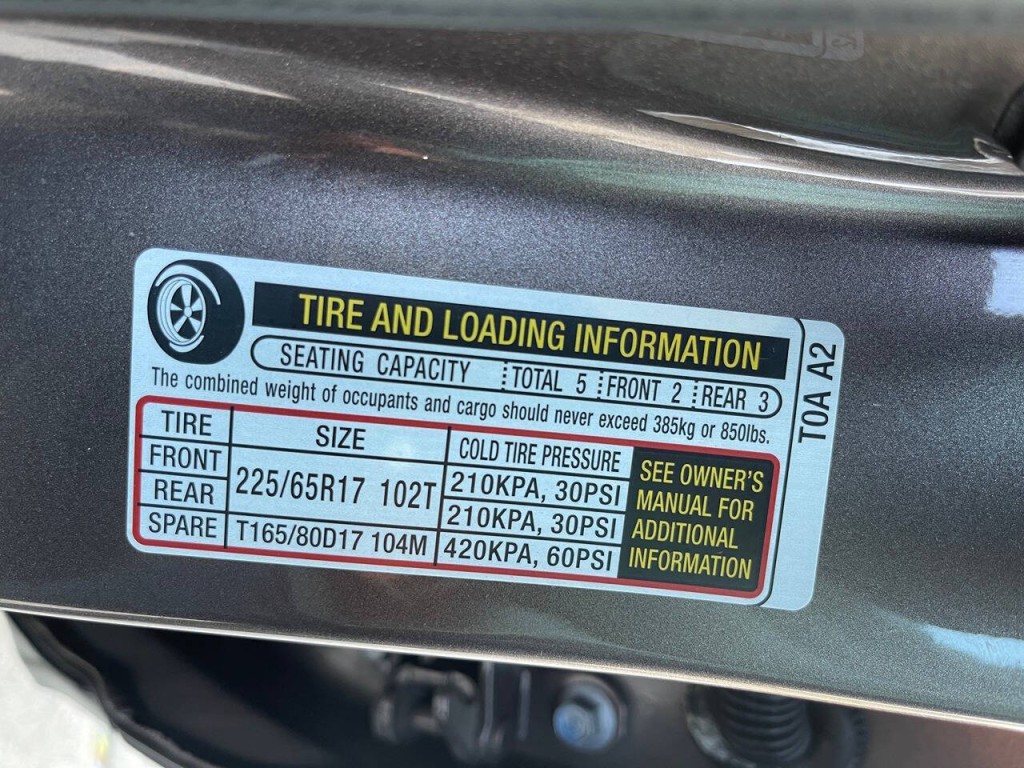 TIRE AND LOADING INFORMATION
SEATING CAPACITY TOTAL 5 FRONT 2 REAR 3
The combined weight of occupants and cargo should never exceed 385kg or 850lbs.
TIRE SIZE COLD TIRE PRESSURE
FRONT 225/65R17 102T 210KPA, 30PSI
REAR 210KPA, 30PSI
SPARE T165/80D17 104M 420KPA, 60PSI
SEE OWNER'S
MANUAL FOR
ADDITIONAL
INFORMATION
T0A A2